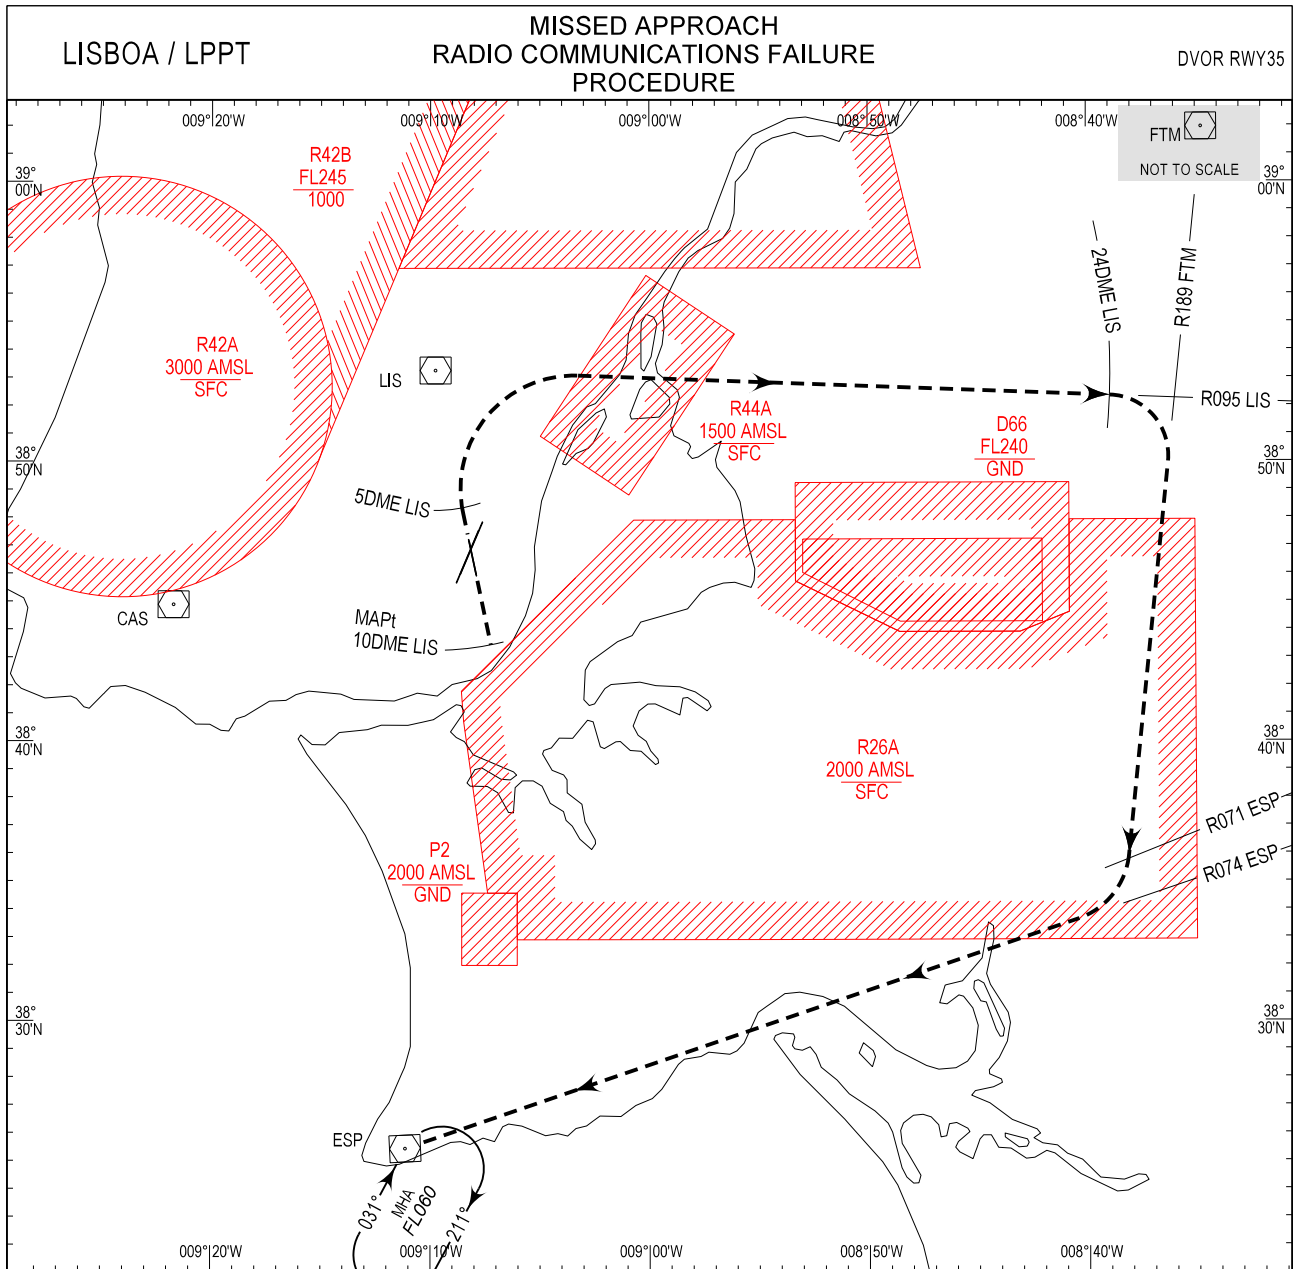 LISBOA / LPPT
MISSED APPROACH
RADIO COMMUNICATIONS FAILURE
PROCEDURE
DVOR RWY35
009°20'W
009°10'W
009°00'W
008°50'W
008°40'W
FTM
NOT TO SCALE
39°
00'N
39°
00'N
R42B
FL245
1000
24DME LIS
R189 FTM
R42A
3000 AMSL
SFC
LIS
R095 LIS
R44A
1500 AMSL
SFC
D66
FL240
GND
38°
50'N
38°
50'N
5DME LIS
CAS
MAPt
10DME LIS
38°
40'N
38°
40'N
R26A
2000 AMSL
SFC
R071 ESP
R074 ESP
P2
2000 AMSL
GND
38°
30'N
38°
30'N
ESP
031°
MHA
FL060
211°
009°20'W
009°10'W
009°00'W
008°50'W
008°40'W